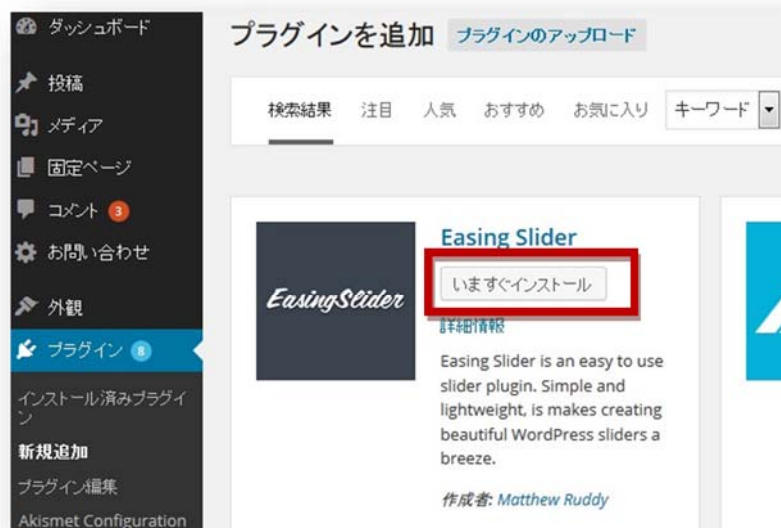 ダッシュボード
投稿
メディア
固定ページ
コメント 3
お問い合わせ
外観
プラグイン 8
インストール済みプラグイ
ン
新規追加
プラグイン編集
Akismet Configuration
プラグインを追加 プラグインのアップロード
検索結果 注目 人気 おすすめ お気に入り キーワード
EasingSlider
Easing Slider
いますぐインストール
詳細情報
Easing Slider is an easy to use
slider plugin. Simple and
lightweight, is makes creating
beautiful WordPress sliders a
breeze.
作成者: Matthew Ruddy